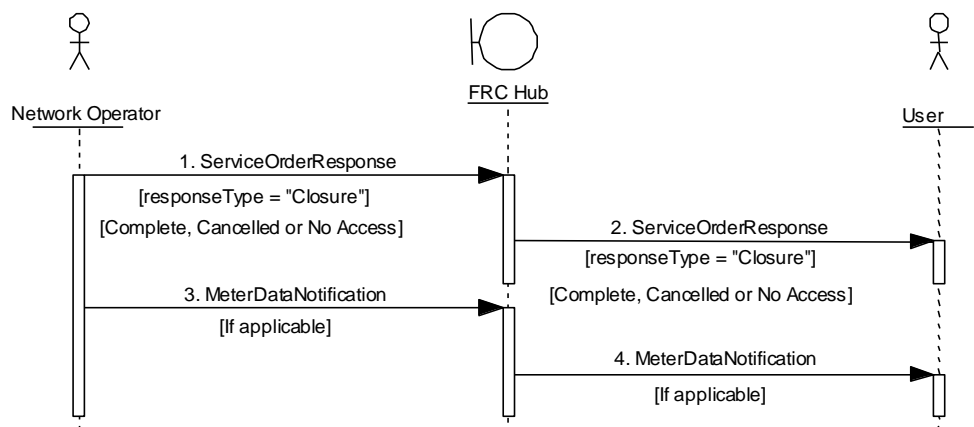 FRC Hub
Network Operator
User
1. ServiceOrderResponse
[responseType = "Closure"]
[Complete, Cancelled or No Access]
2. ServiceOrderResponse
[responseType = "Closure"]
[Complete, Cancelled or No Access]
3. MeterDataNotification
[If applicable]
4. MeterDataNotification
[If applicable]